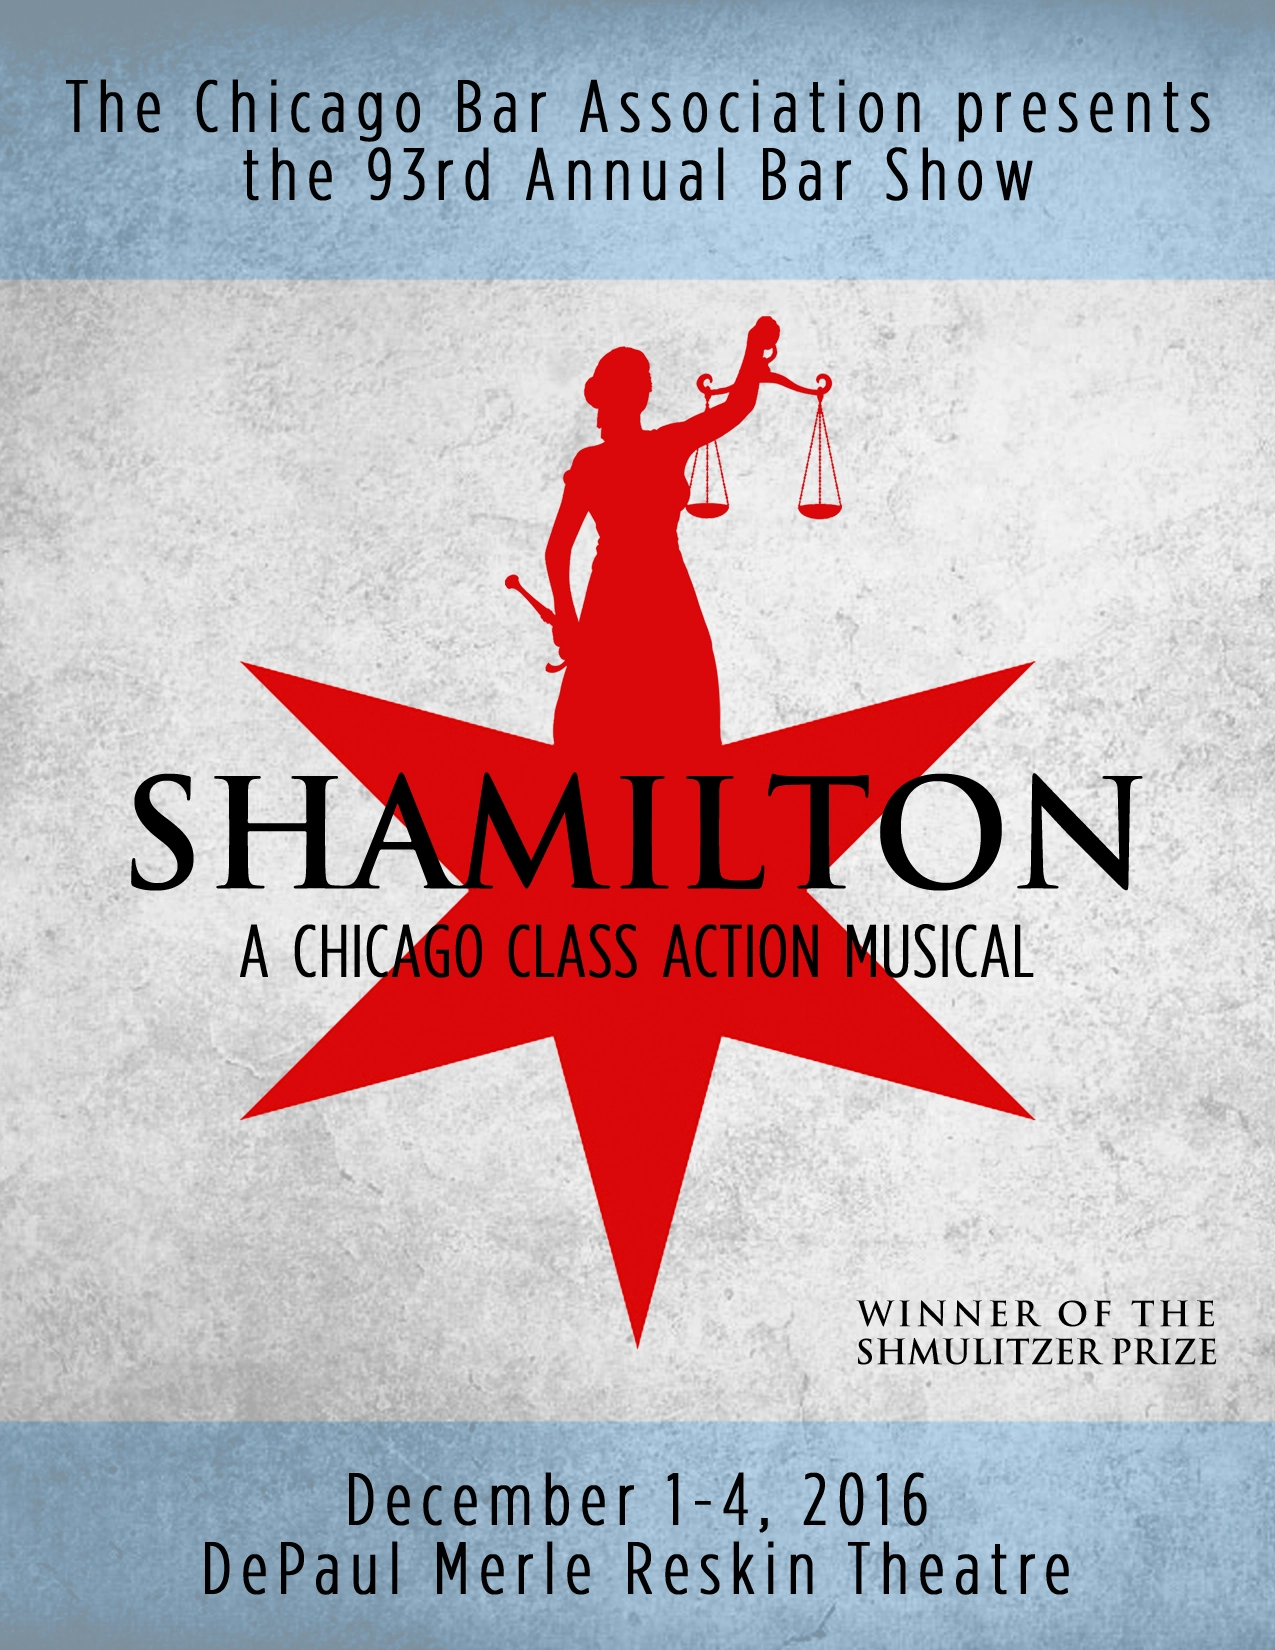 The Chicago Bar Association presents
the 93rd Annual Bar Show
SHAMILTON
A CHICAGO CLASS ACTION MUSICAL
WINNER OF THE
SHMULITZER PRIZE
December 1-4, 2016
DePaul Merle Reskin Theatre